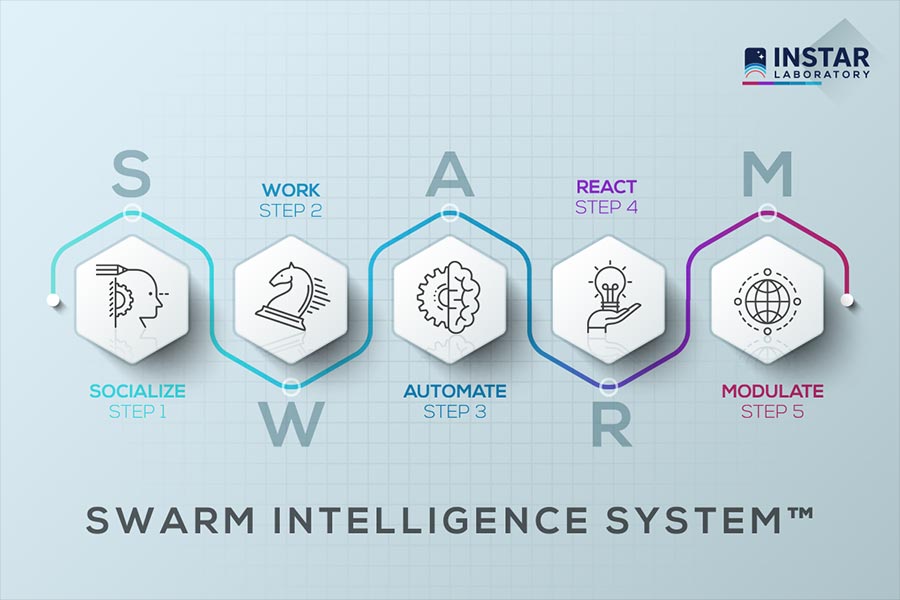 INSTAR
LABORATORY
S
WORK
STEP 2
A
REACT
STEP 4
M
SOCIALIZE
STEP 1
W
AUTOMATE
STEP 3
R
MODULATE
STEP 5
SWARM INTELLIGENCE SYSTEM™